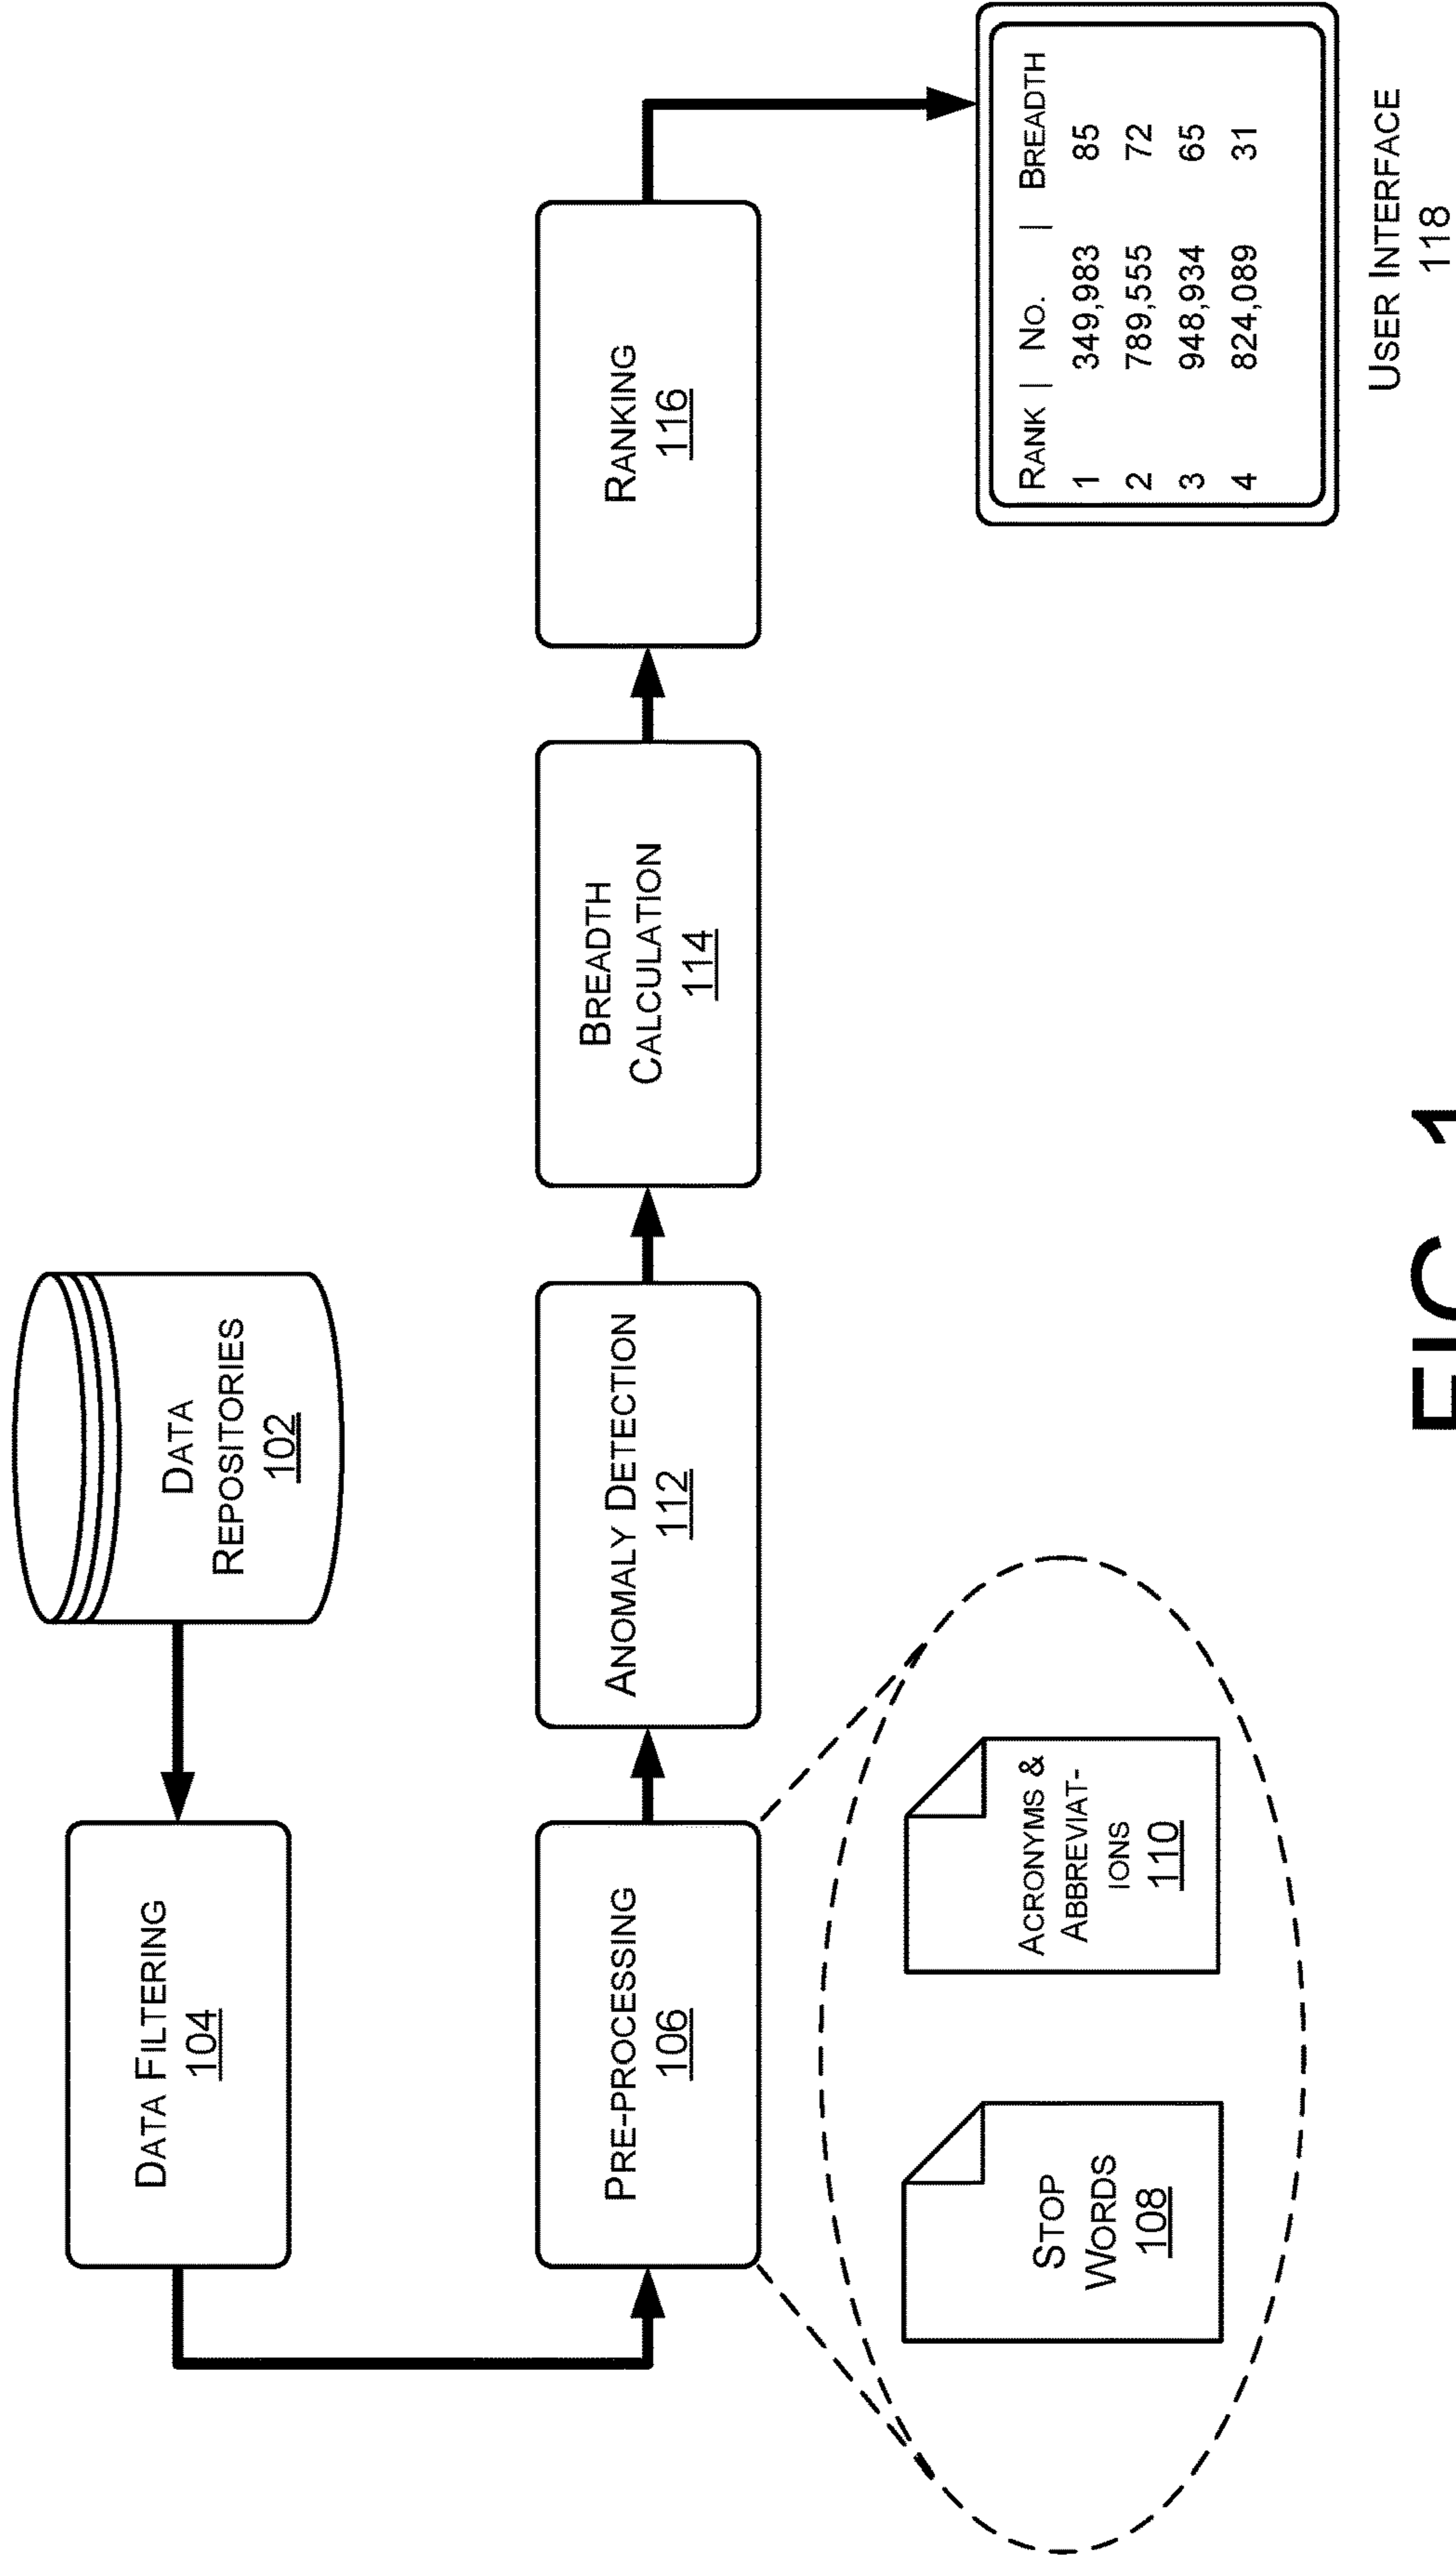 DATA
REPOSITORIES
102
DATA FILTERING
104
PRE-PROCESSING
106
ANOMALY DETECTION
112
BREADTH
CALCULATION
114
RANKING
116
STOP
WORDS
108
ACRONYMS &
ABBREVIAT-
IONS
110
RANK | NO. | BREADTH
1 349,983 85
2 789,555 72
3 948,934 65
4 824,089 31
USER INTERFACE
118
FIG. 1